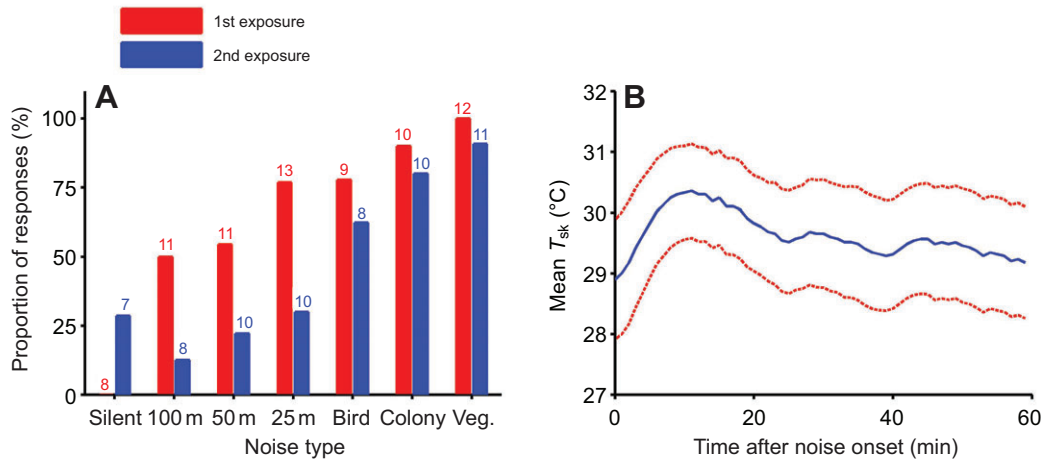 1st exposure
2nd exposure
A
Proportion of responses (%)
100
75
50
25
0
8
7
11
8
11
10
13
10
9
8
10
10
12
11
Silent 100 m 50 m 25 m Bird Colony Veg.
Noise type
B
Mean Tsk (°C)
32
31
30
29
28
27
0 20 40 60
Time after noise onset (min)